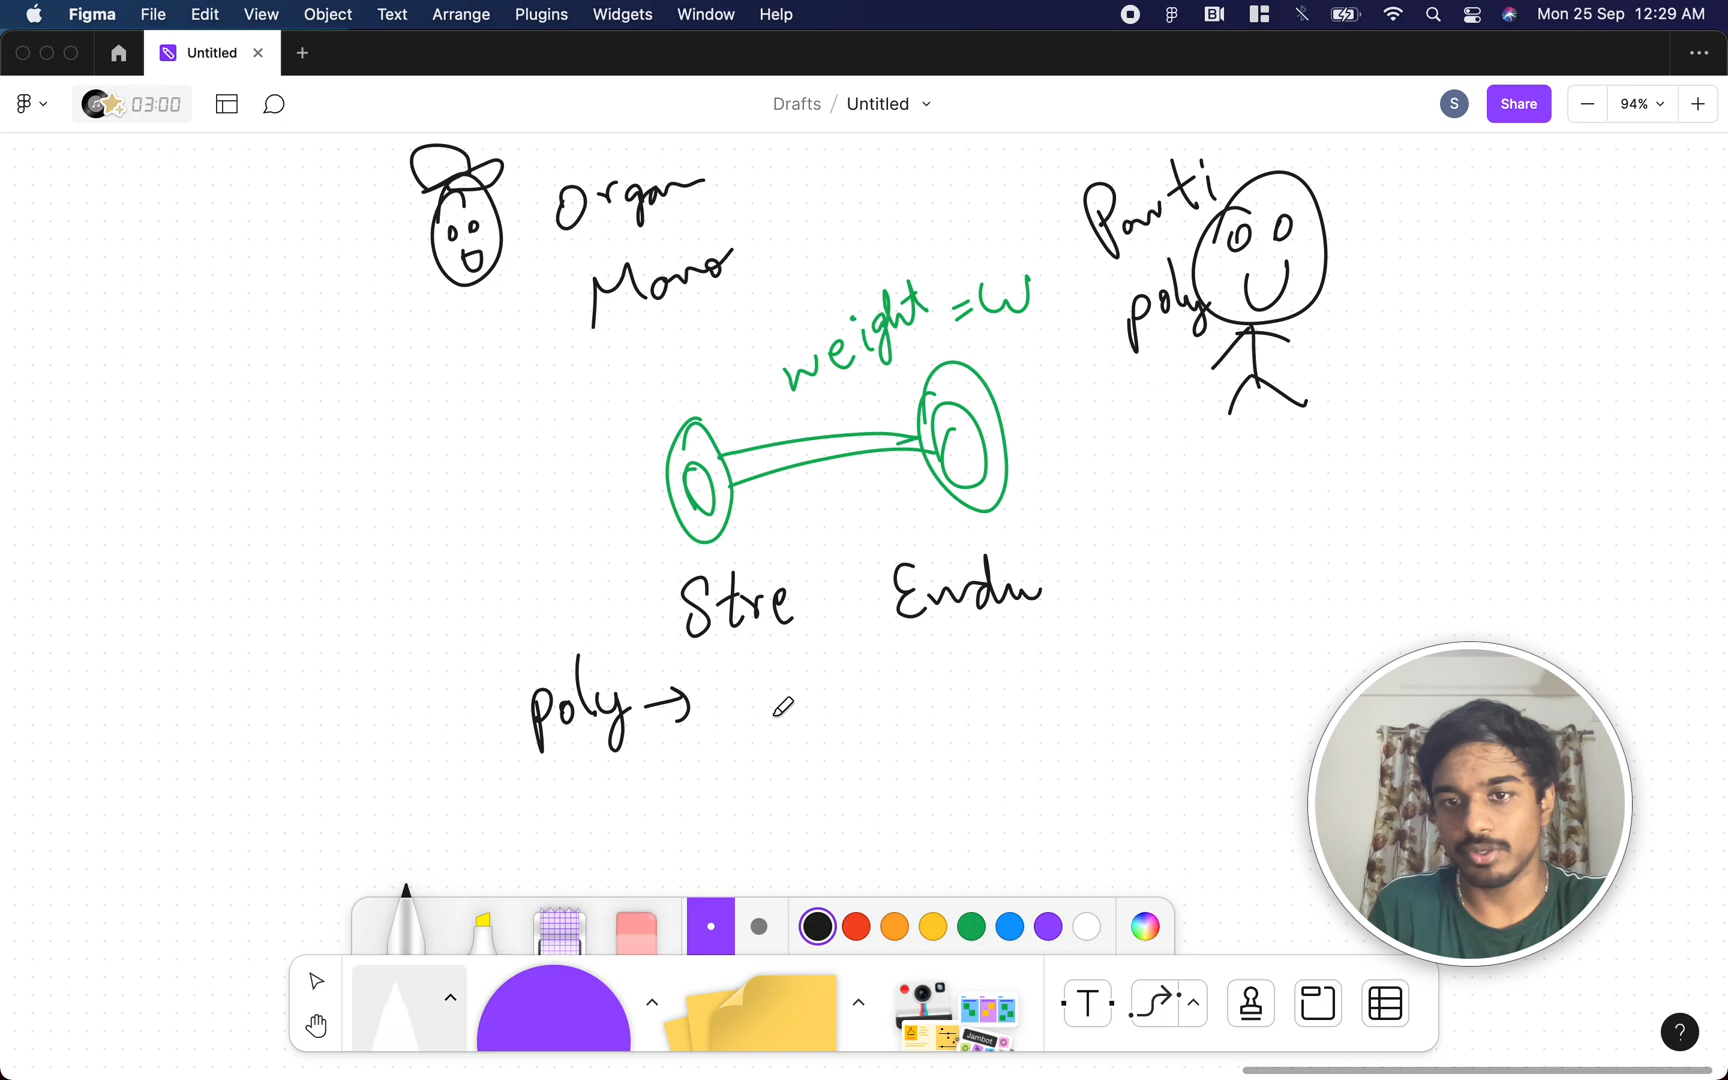 Figma File Edit View Object Text Arrange Plugins Widgets Window Help Mon 25 Sep 12:29 AM
Untitled
03:00 Drafts / Untitled S Share 94%
Organ
Mono
Parti
poly
weight = W
Stre Endu
poly →
T
Jambot
?